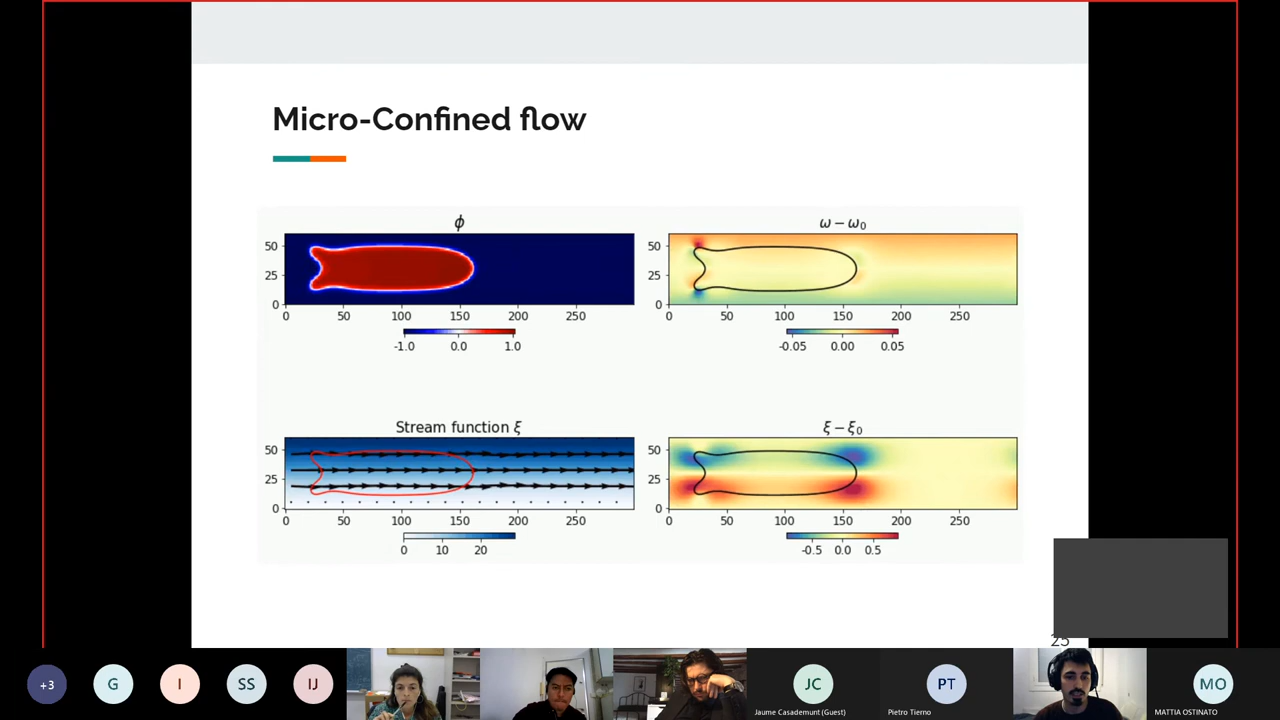 Micro-Confined flow
ϕ
50
25
0
0 50 100 150 200 250
-1.0 0.0 1.0
ω − ω₀
50
25
0
0 50 100 150 200 250
-0.05 0.00 0.05
Stream function ξ
50
25
0
0 50 100 150 200 250
0 10 20
ξ − ξ₀
50
25
0
0 50 100 150 200 250
-0.5 0.0 0.5
25
+3
G
I
SS
IJ
JC
Jaume Casademunt (Guest)
PT
Pietro Tierno
MO
MATTIA OSTINATO